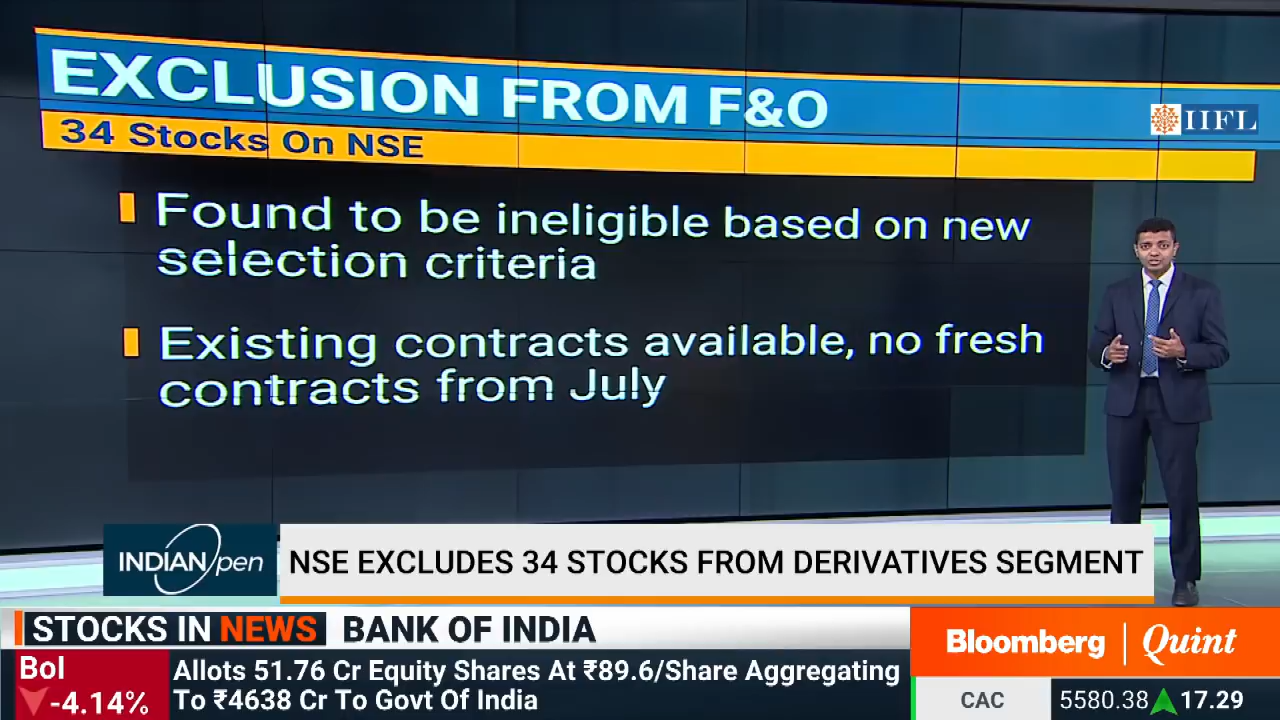 EXCLUSION FROM F&O
34 Stocks On NSE
IIFL
Found to be ineligible based on new
selection criteria
Existing contracts available, no fresh
contracts from July
INDIAN Open
NSE EXCLUDES 34 STOCKS FROM DERIVATIVES SEGMENT
STOCKS IN NEWS BANK OF INDIA
BoI
-4.14%
Allots 51.76 Cr Equity Shares At ₹89.6/Share Aggregating
To ₹4638 Cr To Govt Of India
Bloomberg | Quint
CAC 5580.38 17.29